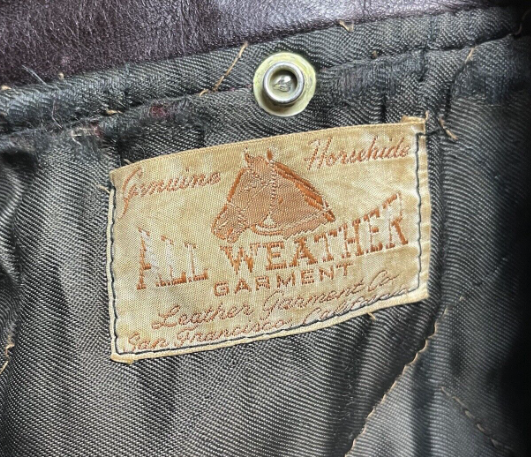 Genuine Horsehide
ALL WEATHER
GARMENT
Leather Garment Co.
San Francisco, California